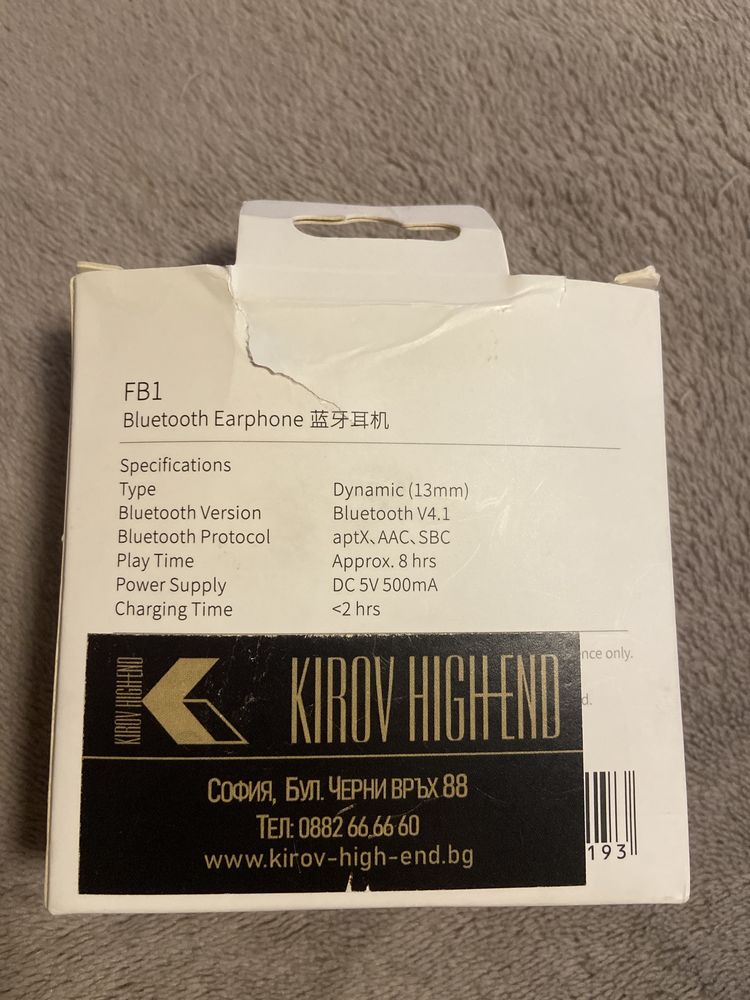 FB1
Bluetooth Earphone 蓝牙耳机
Specifications
Type Dynamic (13mm)
Bluetooth Version Bluetooth V4.1
Bluetooth Protocol aptX、AAC、SBC
Play Time Approx. 8 hrs
Power Supply DC 5V 500mA
Charging Time <2 hrs
only.
KIROV HIGH-END
KIROV HIGH-END
СОФИЯ, БУЛ. ЧЕРНИ ВРЪХ 88
ТЕЛ: 0882 66 66 60
www.kirov-high-end.bg
193